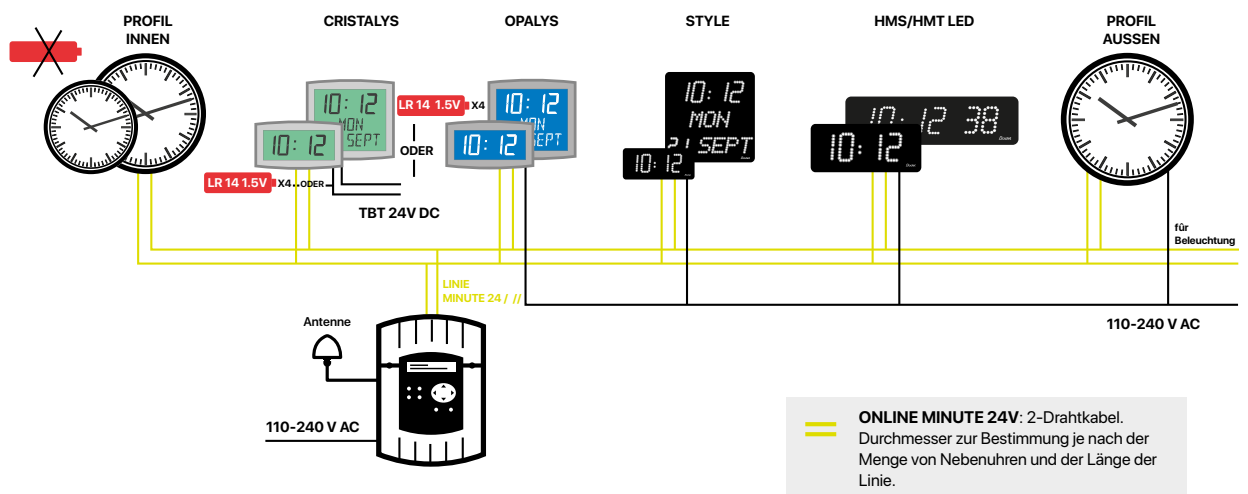 PROFIL
INNEN
CRISTALYS
OPALYS
STYLE
HMS/HMT LED
PROFIL
AUSSEN
10:12
MON
SEPT
10:12
LR 14 1.5V X4
ODER
LR 14 1.5V X4..ODER
TBT 24V DC
10:12
MON
SEPT
10:12
10:12
MON
21 SEPT
10:12
10:12 38
10:12
für
Beleuchtung
LINIE
MINUTE 24 / //
110-240 V AC
Antenne
110-240 V AC
ONLINE MINUTE 24V: 2-Drahtkabel.
Durchmesser zur Bestimmung je nach der
Menge von Nebenuhren und der Länge der
Linie.